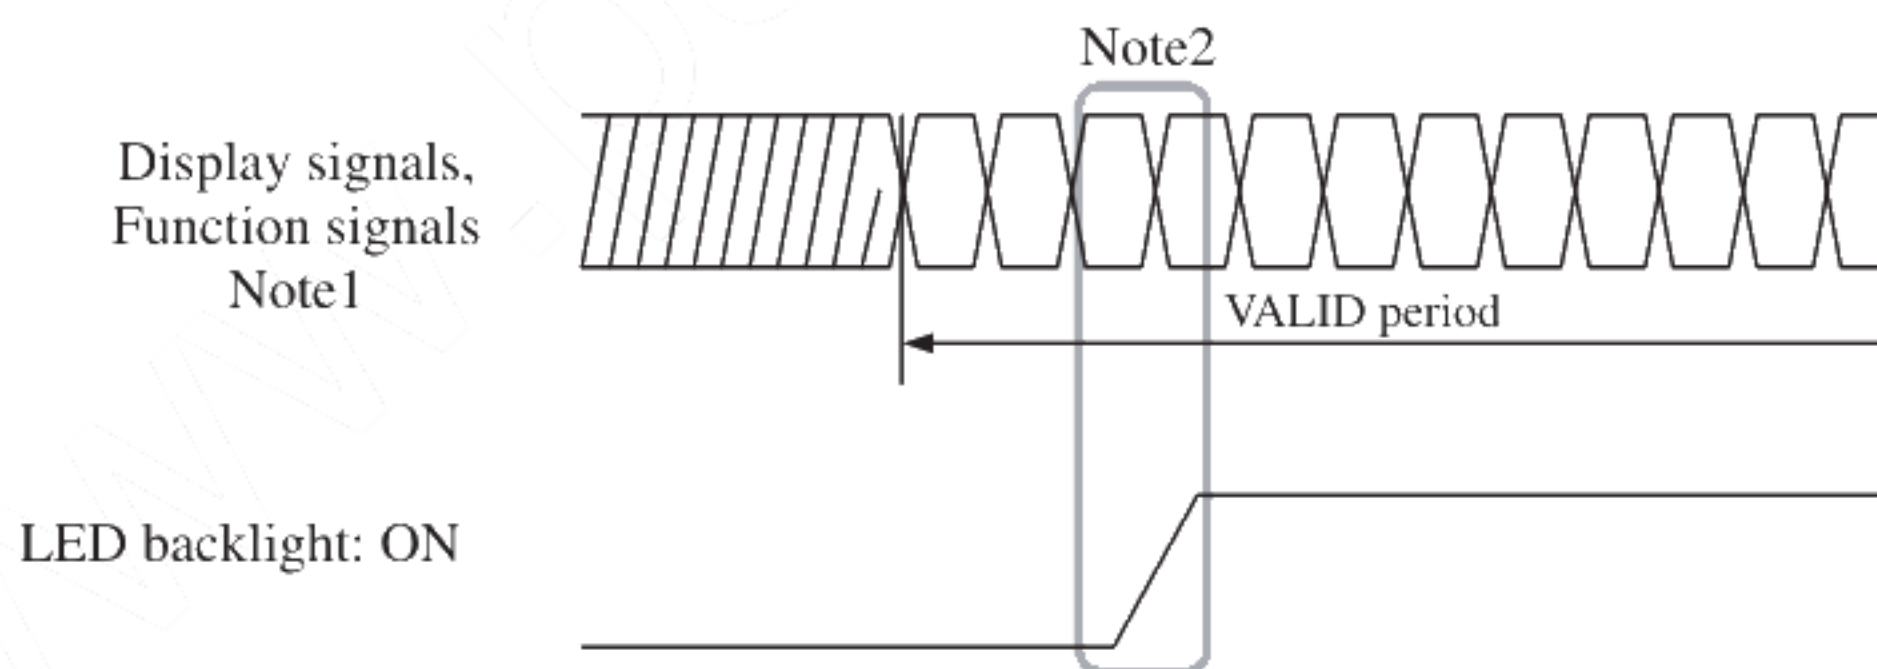 Note2
Display signals,
Function signals
Note1
VALID period
LED backlight: ON